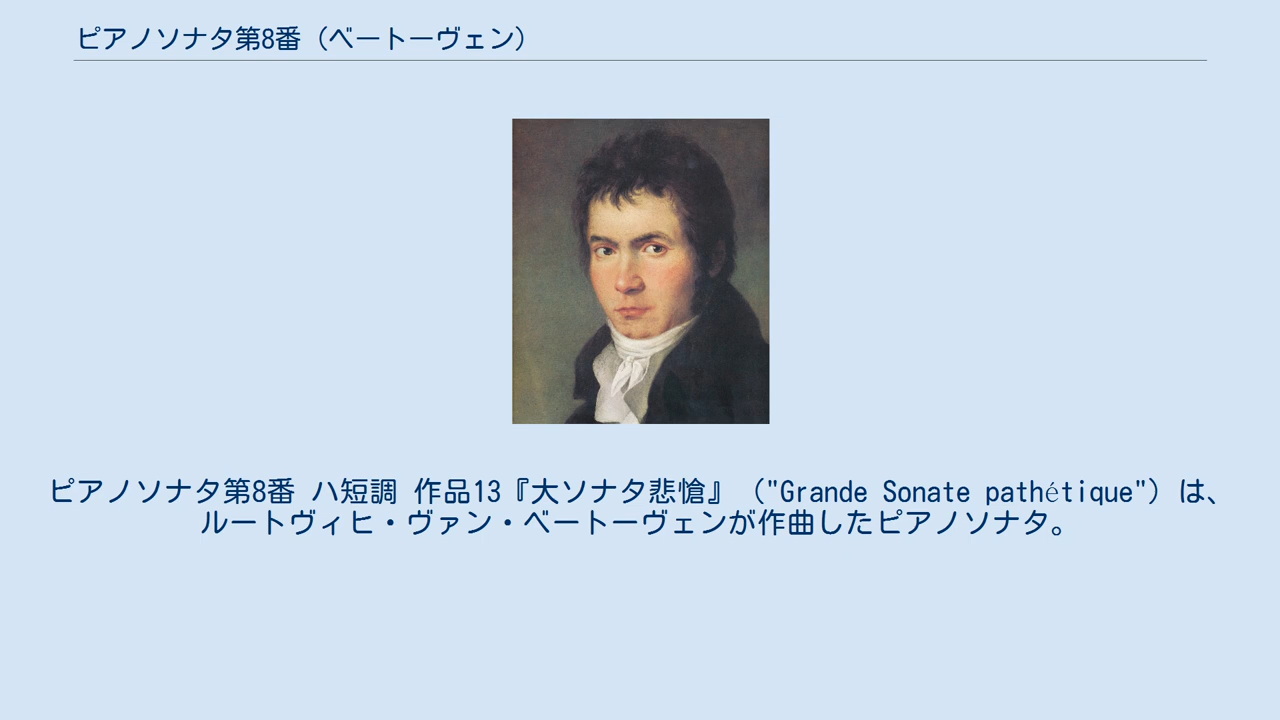 ピアノソナタ第8番（ベートーヴェン）
ピアノソナタ第8番 ハ短調 作品13『大ソナタ悲愴』（"Grande Sonate pathétique"）は、
ルートヴィヒ・ヴァン・ベートーヴェンが作曲したピアノソナタ。